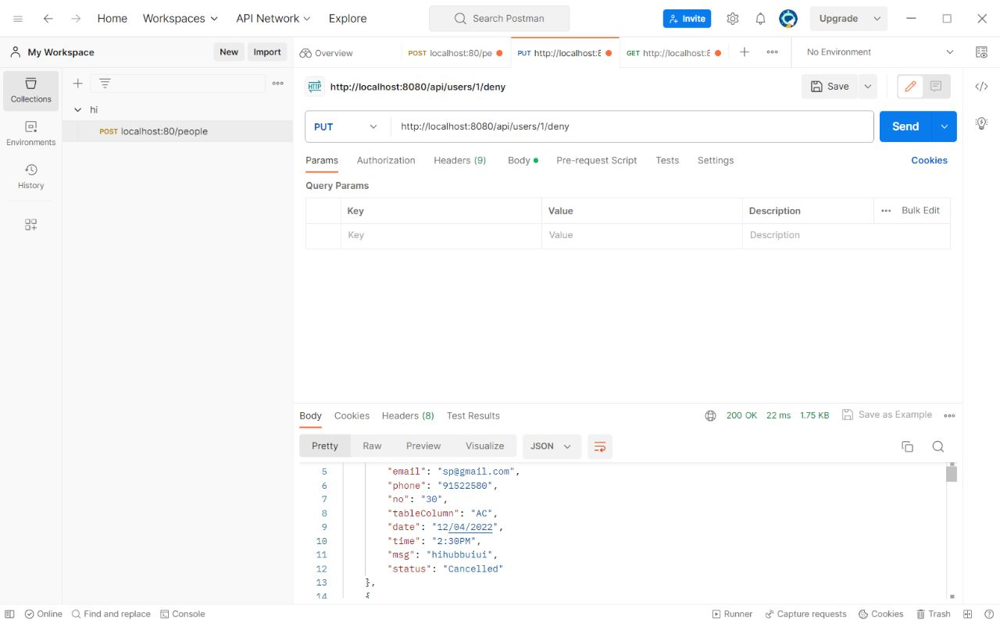 Home Workspaces API Network Explore Search Postman Invite Upgrade
My Workspace New Import Overview POST localhost:80/pe PUT http://localhost:8 GET http://localhost:8 No Environment
Collections
Environments
History
hi
POST localhost:80/people
HTTP http://localhost:8080/api/users/1/deny Save
PUT http://localhost:8080/api/users/1/deny Send
Params Authorization Headers (9) Body Pre-request Script Tests Settings Cookies
Query Params
Key Value Description Bulk Edit
Key Value Description
Body Cookies Headers (8) Test Results 200 OK 22 ms 1.75 KB Save as Example
Pretty Raw Preview Visualize JSON
5 "email": "sp@gmail.com",
6 "phone": "91522580",
7 "no": "30",
8 "tableColumn": "AC",
9 "date": "12/04/2022",
10 "time": "2:30PM",
11 "msg": "hihubbuiui",
12 "status": "Cancelled"
13 },
14 {
Online Find and replace Console Runner Capture requests Cookies Trash